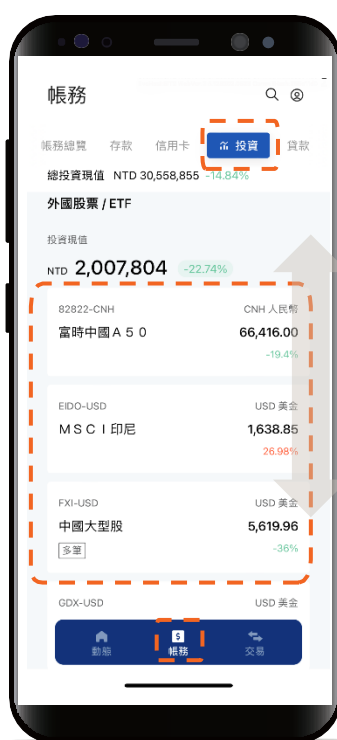 帳務
帳務總覽 存款 信用卡 投資 貸款
總投資現值 NTD 30,558,855 -14.84%
外國股票 / ETF
投資現值
NTD 2,007,804 -22.74%
82822-CNH CNH 人民幣
富時中國A50 66,416.00
-19.4%
EIDO-USD USD 美金
MSCI印尼 1,638.85
26.98%
FXI-USD USD 美金
中國大型股 5,619.96
多筆 -36%
GDX-USD USD 美金
動態 帳務 交易